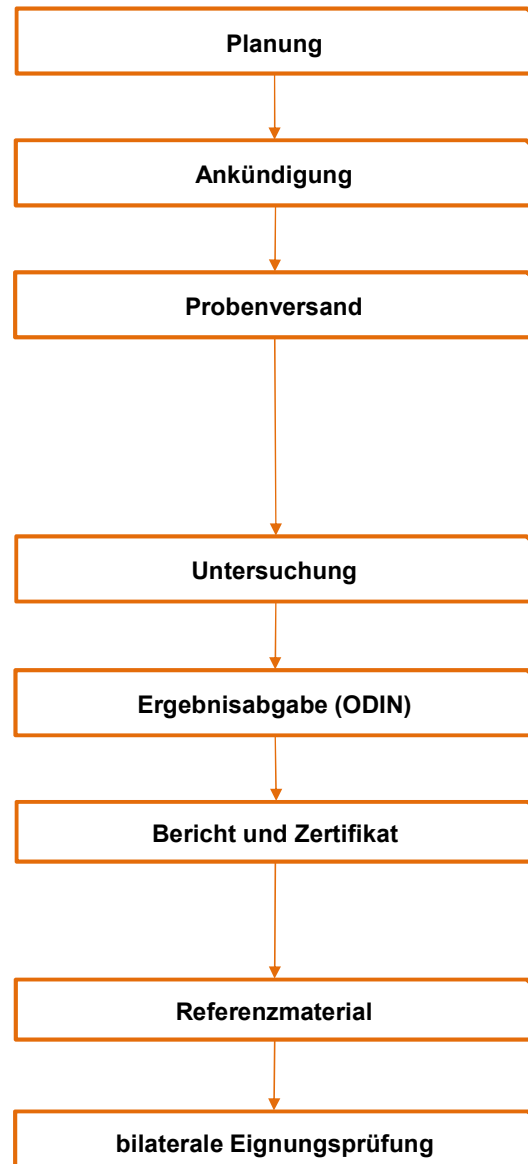 Planung
Ankündigung
Probenversand
Untersuchung
Ergebnisabgabe (ODIN)
Bericht und Zertifikat
Referenzmaterial
bilaterale Eignungsprüfung